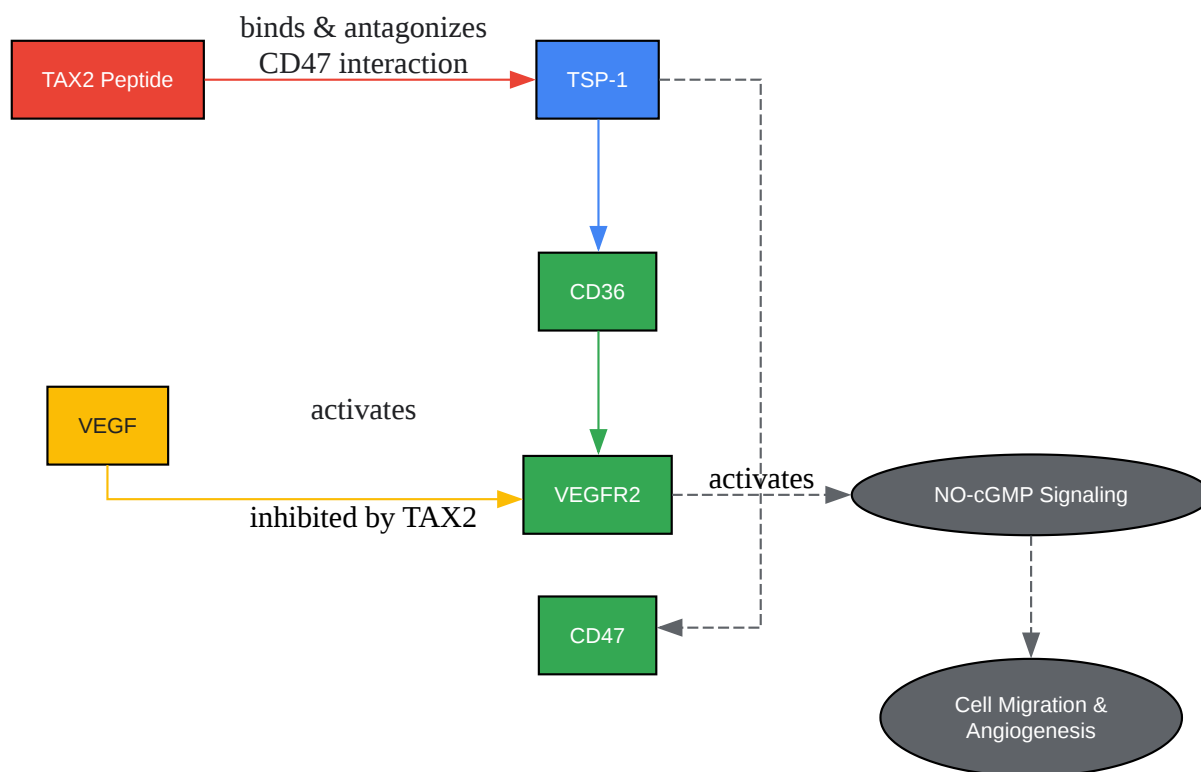 binds & antagonizes
CD47 interaction
TAX2 Peptide
TSP-1
CD36
VEGF
activates
VEGFR2
activates
NO-cGMP Signaling
inhibited by TAX2
CD47
Cell Migration &
Angiogenesis